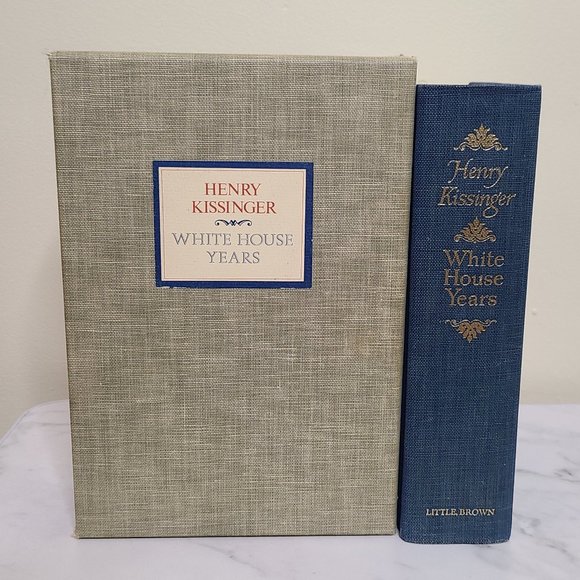 HENRY
KISSINGER
WHITE HOUSE
YEARS
Henry
Kissinger
White
House
Years
LITTLE, BROWN